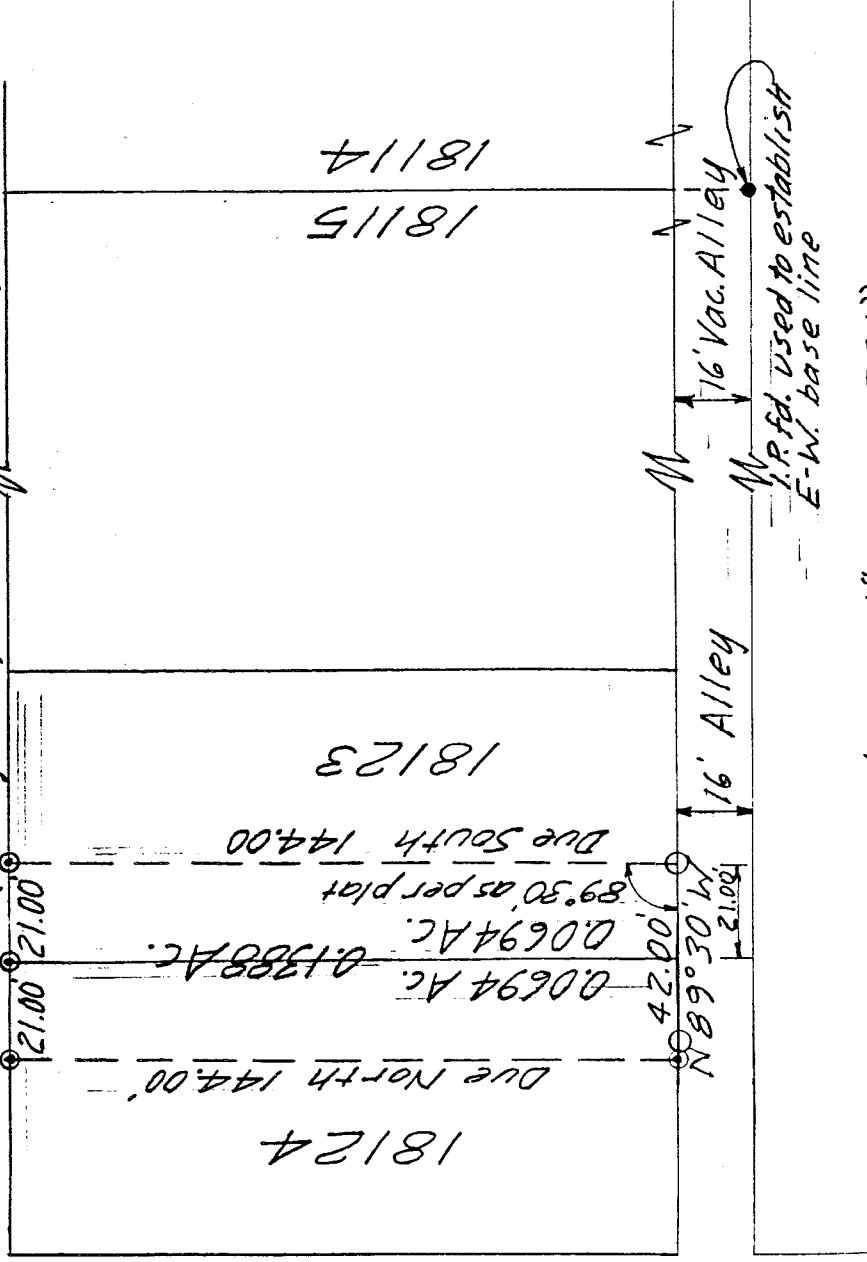 18114
18115
16' Vac. Alley
I.P. fd. used to establish
E-W. base line
18123
16' Alley
Due South 144.00
89°30' as per plat
21.00'
21.00'
0.0694 Ac.
0.1388 Ac.
0.0694 Ac.
42.00'
N 89°30' W
21.00'
Due North 144.00'
18124